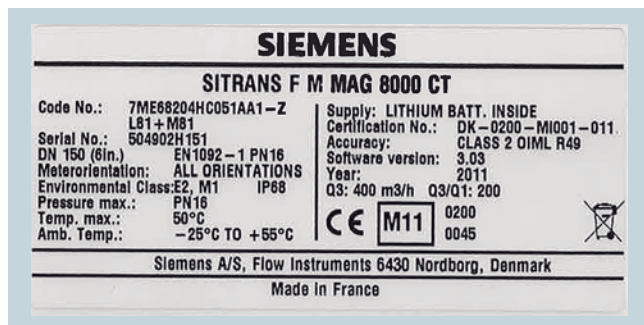 SIEMENS
SITRANS F M MAG 8000 CT
Code No.: 7ME68204HC051AA1-Z
L81+M81
Serial No.: 504902H151
DN 150 (6in.) EN1092-1 PN16
Meterorientation: ALL ORIENTATIONS
Environmental Class:E2, M1 IP68
Pressure max.: PN16
Temp. max.: 50°C
Amb. Temp.: -25°C TO +55°C
Supply: LITHIUM BATT. INSIDE
Certification No.: DK-0200-MI001-011
Accuracy: CLASS 2 OIML R49
Software version: 3.03
Year: 2011
Q3: 400 m3/h Q3/Q1: 200
CE M11 0200
0045
Siemens A/S, Flow Instruments 6430 Nordborg, Denmark
Made in France